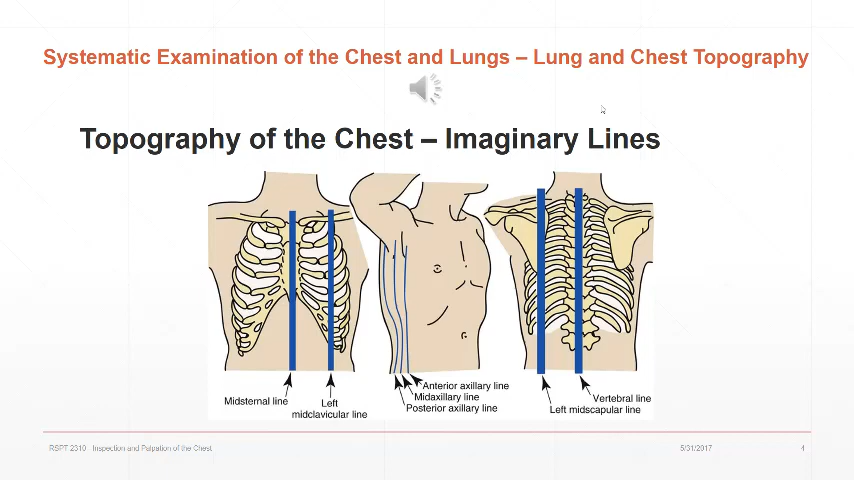 Systematic Examination of the Chest and Lungs – Lung and Chest Topography
Topography of the Chest – Imaginary Lines
Midsternal line
Left
midclavicular line
Anterior axillary line
Midaxillary line
Posterior axillary line
Vertebral line
Left midscapular line
RSPT 2310 Inspection and Palpation of the Chest
5/31/2017
4